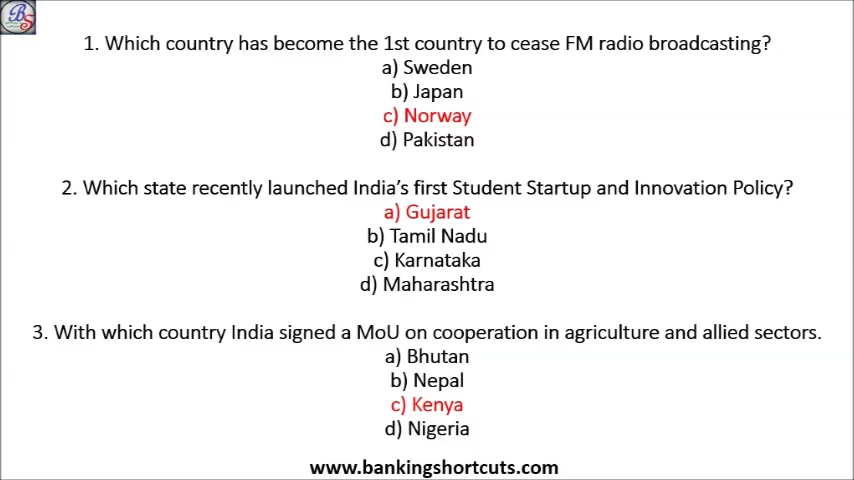 BS
1. Which country has become the 1st country to cease FM radio broadcasting?
a) Sweden
b) Japan
c) Norway
d) Pakistan
2. Which state recently launched India's first Student Startup and Innovation Policy?
a) Gujarat
b) Tamil Nadu
c) Karnataka
d) Maharashtra
3. With which country India signed a MoU on cooperation in agriculture and allied sectors.
a) Bhutan
b) Nepal
c) Kenya
d) Nigeria
www.bankingshortcuts.com